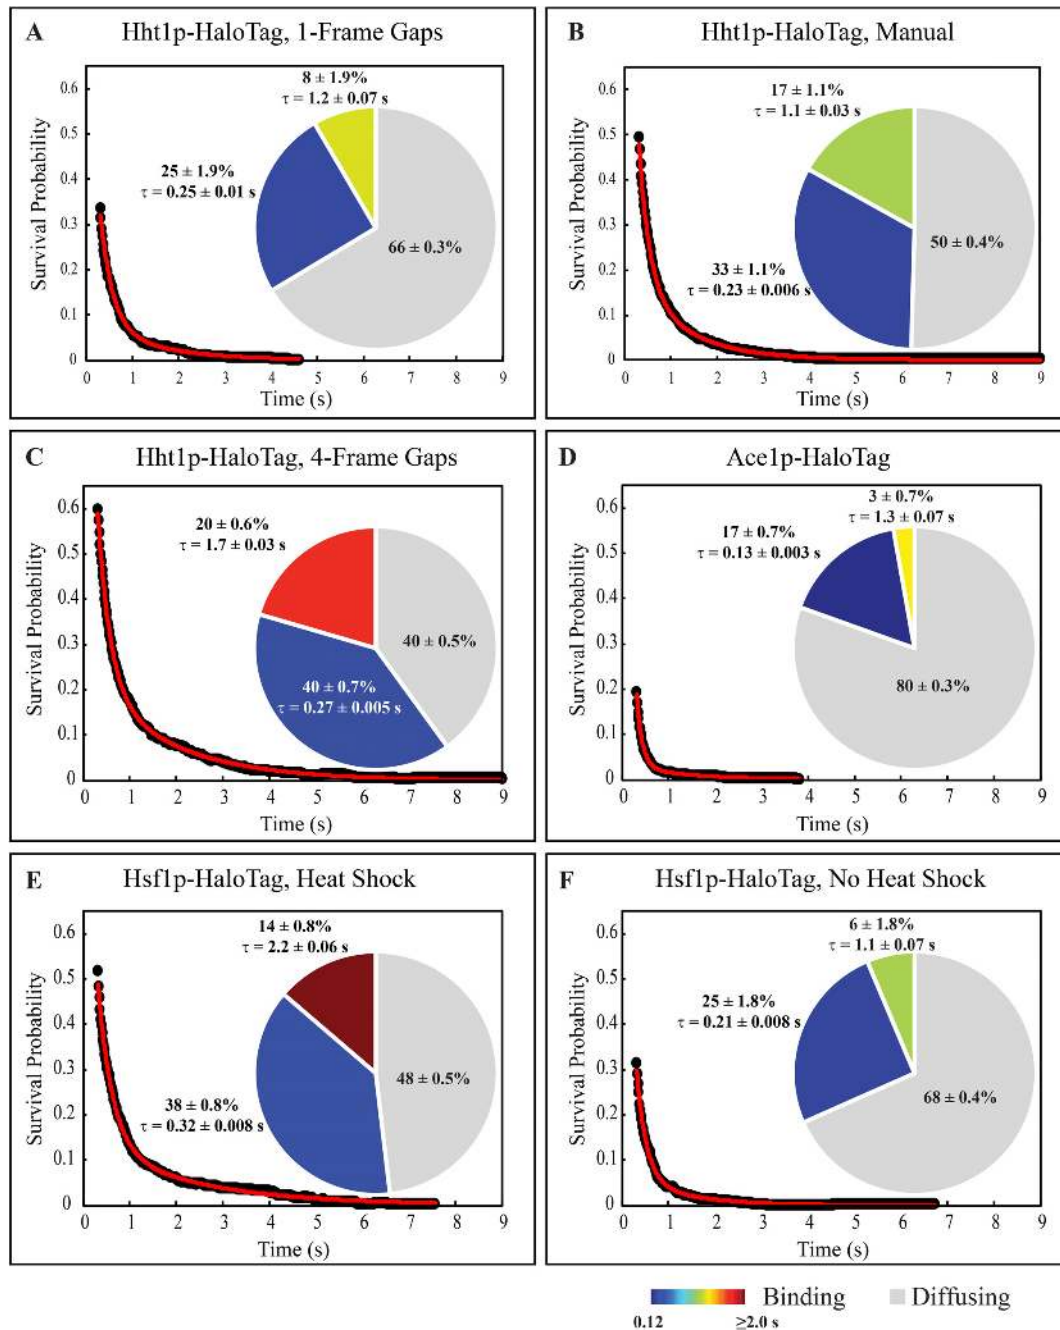 A Hht1p-HaloTag, 1-Frame Gaps
Survival Probability
0.6
0.5
0.4
0.3
0.2
0.1
0
8 ± 1.9%
τ = 1.2 ± 0.07 s
25 ± 1.9%
τ = 0.25 ± 0.01 s
66 ± 0.3%
0 1 2 3 4 5 6 7 8 9
Time (s)
B Hht1p-HaloTag, Manual
Survival Probability
0.6
0.5
0.4
0.3
0.2
0.1
0
17 ± 1.1%
τ = 1.1 ± 0.03 s
50 ± 0.4%
33 ± 1.1%
τ = 0.23 ± 0.006 s
0 1 2 3 4 5 6 7 8 9
Time (s)
C Hht1p-HaloTag, 4-Frame Gaps
Survival Probability
0.6
0.5
0.4
0.3
0.2
0.1
0
20 ± 0.6%
τ = 1.7 ± 0.03 s
40 ± 0.5%
40 ± 0.7%
τ = 0.27 ± 0.005 s
0 1 2 3 4 5 6 7 8 9
Time (s)
D Ace1p-HaloTag
Survival Probability
0.6
0.5
0.4
0.3
0.2
0.1
0
3 ± 0.7%
τ = 1.3 ± 0.07 s
17 ± 0.7%
τ = 0.13 ± 0.003 s
80 ± 0.3%
0 1 2 3 4 5 6 7 8 9
Time (s)
E Hsf1p-HaloTag, Heat Shock
Survival Probability
0.6
0.5
0.4
0.3
0.2
0.1
0
14 ± 0.8%
τ = 2.2 ± 0.06 s
48 ± 0.5%
38 ± 0.8%
τ = 0.32 ± 0.008 s
0 1 2 3 4 5 6 7 8 9
Time (s)
F Hsf1p-HaloTag, No Heat Shock
Survival Probability
0.6
0.5
0.4
0.3
0.2
0.1
0
6 ± 1.8%
τ = 1.1 ± 0.07 s
25 ± 1.8%
τ = 0.21 ± 0.008 s
68 ± 0.4%
0 1 2 3 4 5 6 7 8 9
Time (s)
Binding Diffusing
0.12 ≥2.0 s